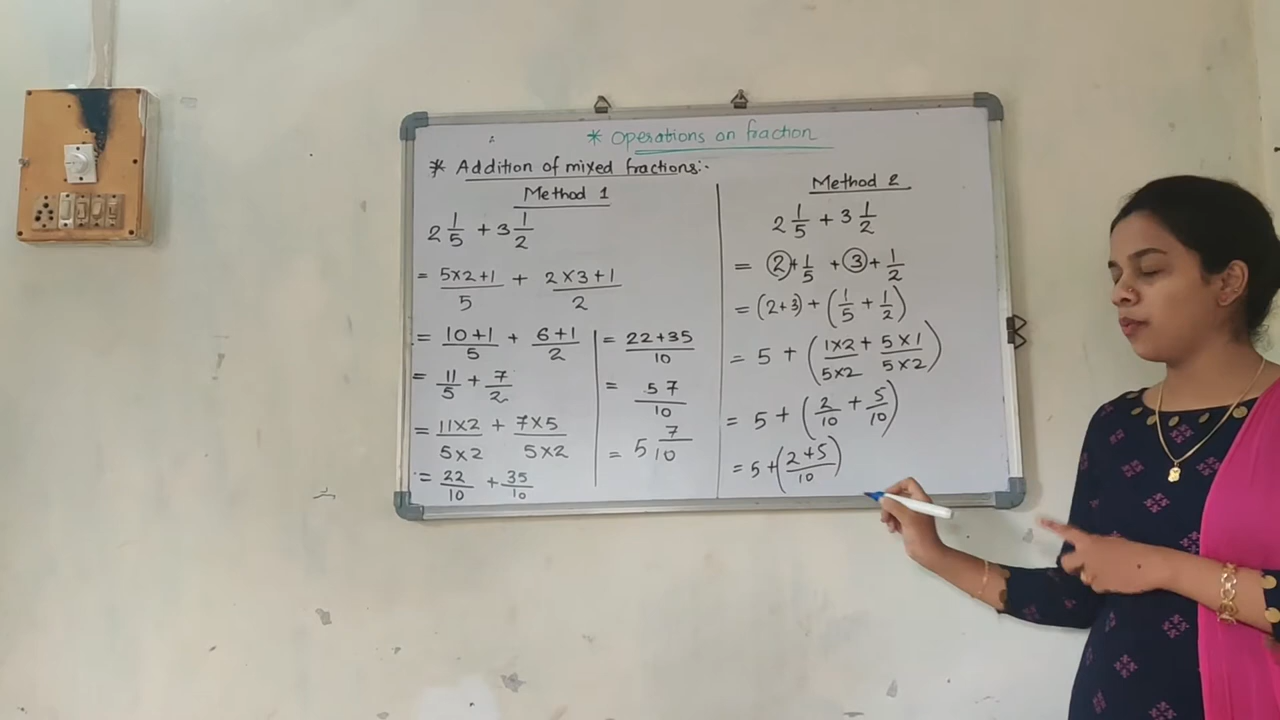 * Operations on fraction
* Addition of mixed fractions:-
Method 1
2 1/5 + 3 1/2
= 5×2+1/5 + 2×3+1/2
= 10+1/5 + 6+1/2
= 11/5 + 7/2
= 11×2/5×2 + 7×5/5×2
= 22/10 + 35/10
= 22+35/10
= 57/10
= 5 7/10
Method 2
2 1/5 + 3 1/2
= 2+1/5 + 3+1/2
= (2+3) + (1/5 + 1/2)
= 5 + (1×2/5×2 + 5×1/5×2)
= 5 + (2/10 + 5/10)
= 5+(2+5/10)